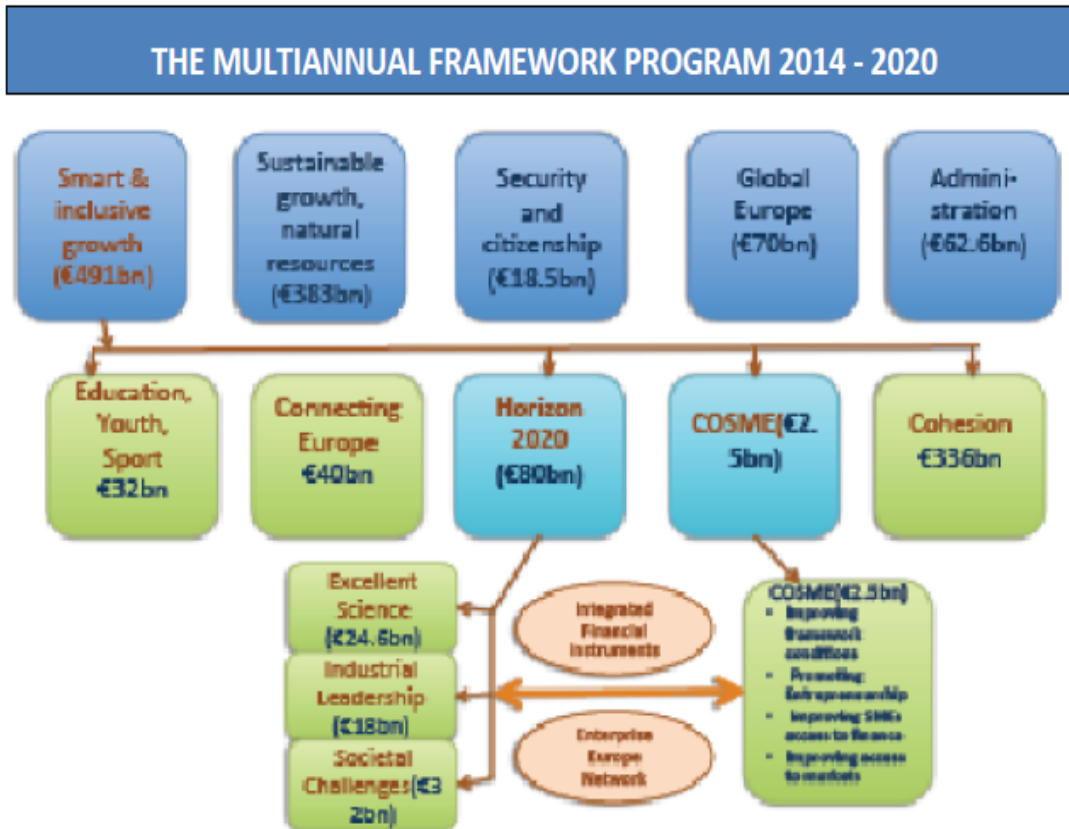 THE MULTIANNUAL FRAMEWORK PROGRAM 2014 - 2020
Smart &
inclusive
growth
(€491bn)
Sustainable
growth,
natural
resources
(€383bn)
Security
and
citizenship
(€18.5bn)
Global
Europe
(€70bn)
Admini-
stration
(€62.6bn)
Education,
Youth,
Sport
€32bn
Connecting
Europe
€40bn
Horizon
2020
(€80bn)
COSME(€2.
5bn)
Cohesion
€336bn
Excellent
Science
(€24.6bn)
Industrial
Leadership
(€18bn)
Societal
Challenges(€3
2bn)
Integrated
Financial
Instruments
Enterprise
Europe
Network
COSME(€2.5bn)
• Improving
framework
conditions
• Promoting
Entrepreneurship
• Improving SMEs
access to finance
• Improving access
to markets